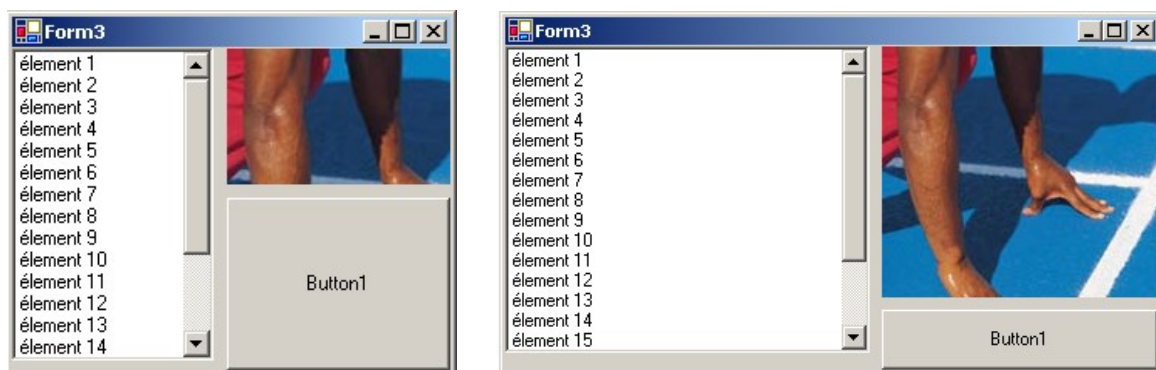 Form3
élement 1
élement 2
élement 3
élement 4
élement 5
élement 6
élement 7
élement 8
élement 9
élement 10
élement 11
élement 12
élement 13
élement 14
Button1
Form3
élement 1
élement 2
élement 3
élement 4
élement 5
élement 6
élement 7
élement 8
élement 9
élement 10
élement 11
élement 12
élement 13
élement 14
élement 15
Button1